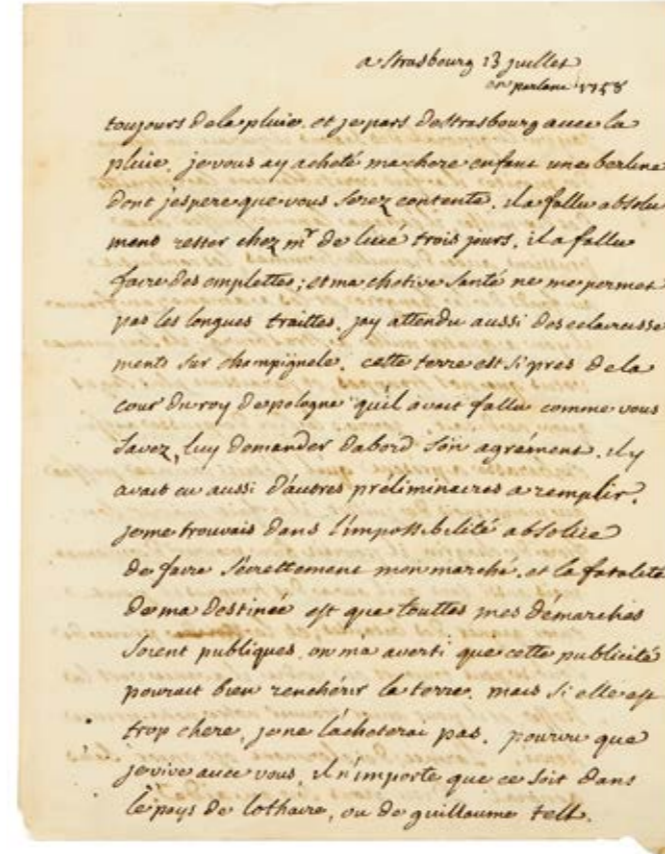 a strasbourg 13 juillet
en partant 1758
toujours de la pluie. et je pars de strasbourg avec la
pluie. je vous ay acheté ma chere enfant une berline
dont jespere que vous serez contente. il a fallu absolu
ment rester chez mr de lucé trois jours, il a fallu
faire des emplettes; et ma chetive santé ne me permet
pas les longues traittes. jay attendu aussi des eclaircisse
ments sur champignele. cette terre est si pres de la
cour du roy de pologne qu'il avait fallu comme vous
savez, luy demander dabord son agrément. il y
avait eu aussi d'autres préliminaires a remplir.
je me trouvais dans l'impossibilité absolue
de faire secrettement mon marché. et la fatalité
de ma destinée est que touttes mes démarches
soient publiques. on m'a averti que cette publicité
pourait bien renchérir la terre. mais si elle est
trop chere, je ne l'acheterai pas. pourvu que
je vive avec vous, il n'importe que ce soit dans
le pays de lothaire, ou de guillaume tell.